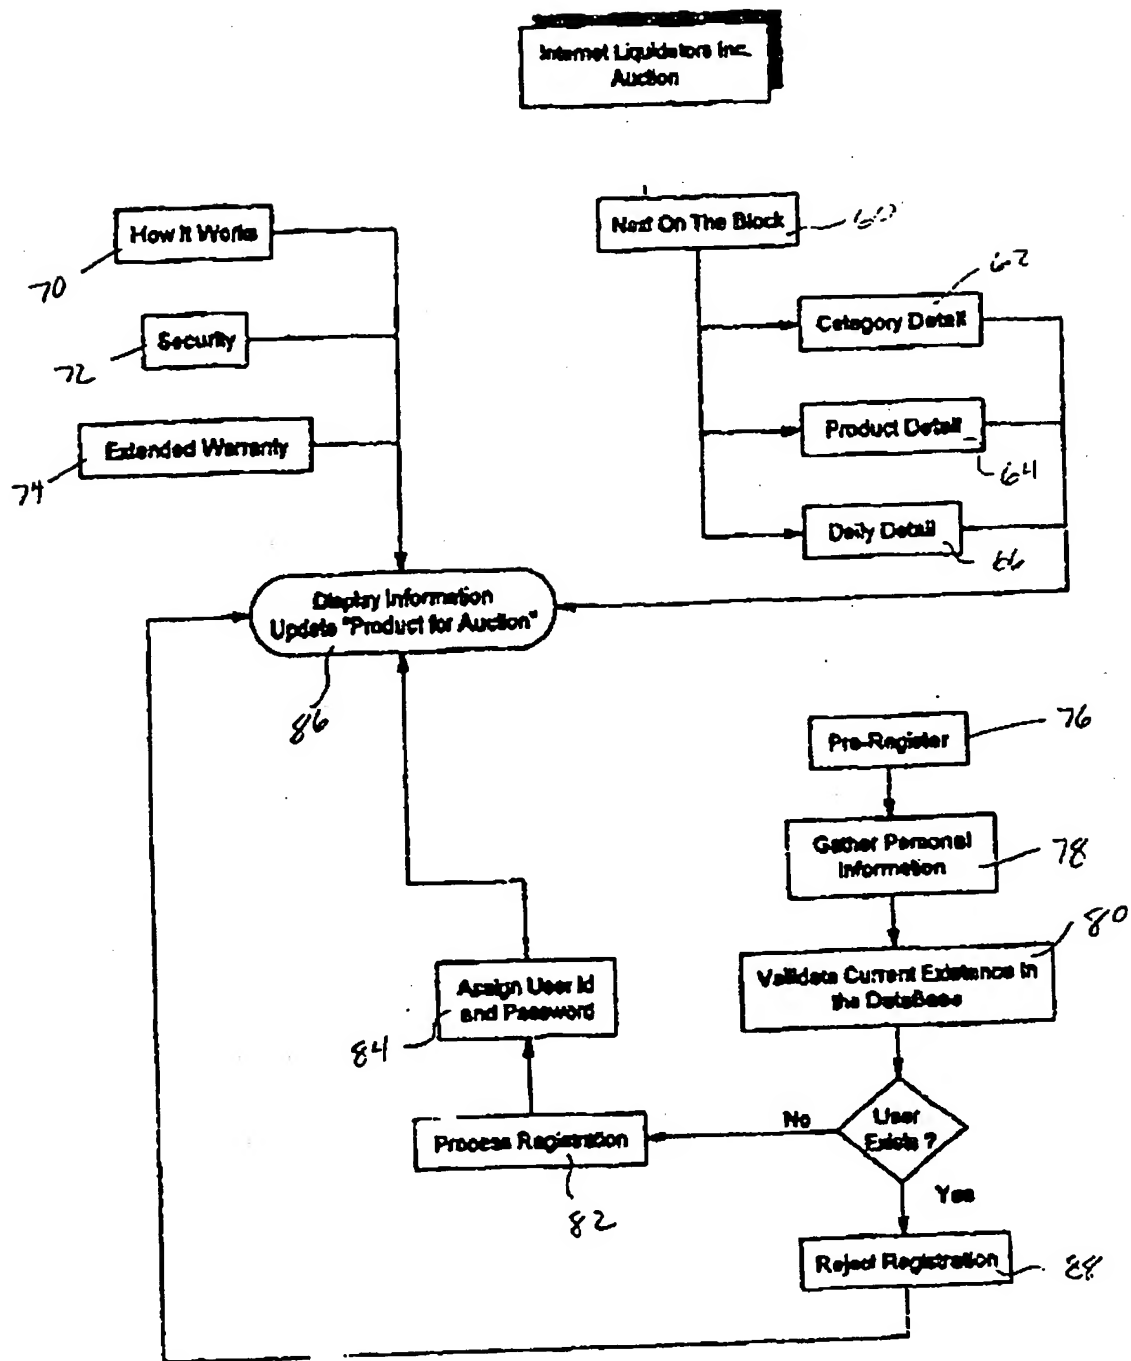 Internet Liquidators Inc.
Auction
Next On The Block
60
How It Works
70
62
Category Detail
Security
72
Product Detail
64
Extended Warranty
74
Daily Detail
66
Display Information
Update "Product for Auction"
86
Pre-Register
76
Gather Personal
Information
78
80
Validate Current Existence in
the DataBase
Assign User Id
and Password
84
User
Exists ?
No
Process Registration
82
Yes
Reject Registration
88